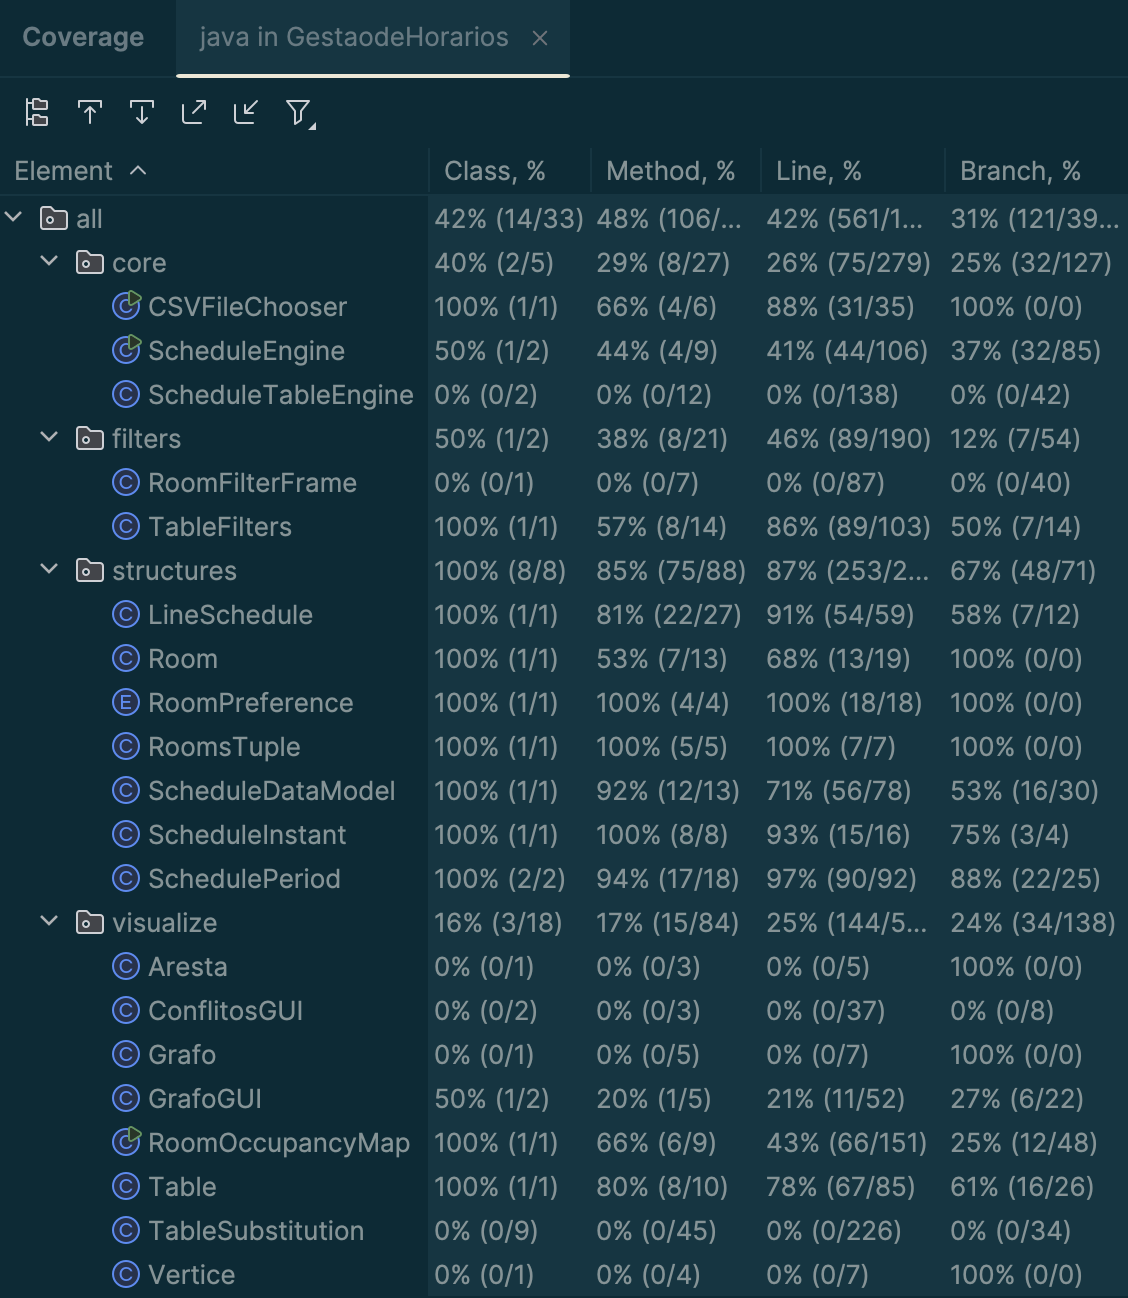 Coverage java in GestaodeHorarios
Element Class, % Method, % Line, % Branch, %
all 42% (14/33) 48% (106/... 42% (561/1... 31% (121/39...
core 40% (2/5) 29% (8/27) 26% (75/279) 25% (32/127)
CSVFileChooser 100% (1/1) 66% (4/6) 88% (31/35) 100% (0/0)
ScheduleEngine 50% (1/2) 44% (4/9) 41% (44/106) 37% (32/85)
ScheduleTableEngine 0% (0/2) 0% (0/12) 0% (0/138) 0% (0/42)
filters 50% (1/2) 38% (8/21) 46% (89/190) 12% (7/54)
RoomFilterFrame 0% (0/1) 0% (0/7) 0% (0/87) 0% (0/40)
TableFilters 100% (1/1) 57% (8/14) 86% (89/103) 50% (7/14)
structures 100% (8/8) 85% (75/88) 87% (253/2... 67% (48/71)
LineSchedule 100% (1/1) 81% (22/27) 91% (54/59) 58% (7/12)
Room 100% (1/1) 53% (7/13) 68% (13/19) 100% (0/0)
RoomPreference 100% (1/1) 100% (4/4) 100% (18/18) 100% (0/0)
RoomsTuple 100% (1/1) 100% (5/5) 100% (7/7) 100% (0/0)
ScheduleDataModel 100% (1/1) 92% (12/13) 71% (56/78) 53% (16/30)
ScheduleInstant 100% (1/1) 100% (8/8) 93% (15/16) 75% (3/4)
SchedulePeriod 100% (2/2) 94% (17/18) 97% (90/92) 88% (22/25)
visualize 16% (3/18) 17% (15/84) 25% (144/5... 24% (34/138)
Aresta 0% (0/1) 0% (0/3) 0% (0/5) 100% (0/0)
ConflitosGUI 0% (0/2) 0% (0/3) 0% (0/37) 0% (0/8)
Grafo 0% (0/1) 0% (0/5) 0% (0/7) 100% (0/0)
GrafoGUI 50% (1/2) 20% (1/5) 21% (11/52) 27% (6/22)
RoomOccupancyMap 100% (1/1) 66% (6/9) 43% (66/151) 25% (12/48)
Table 100% (1/1) 80% (8/10) 78% (67/85) 61% (16/26)
TableSubstitution 0% (0/9) 0% (0/45) 0% (0/226) 0% (0/34)
Vertice 0% (0/1) 0% (0/4) 0% (0/7) 100% (0/0)